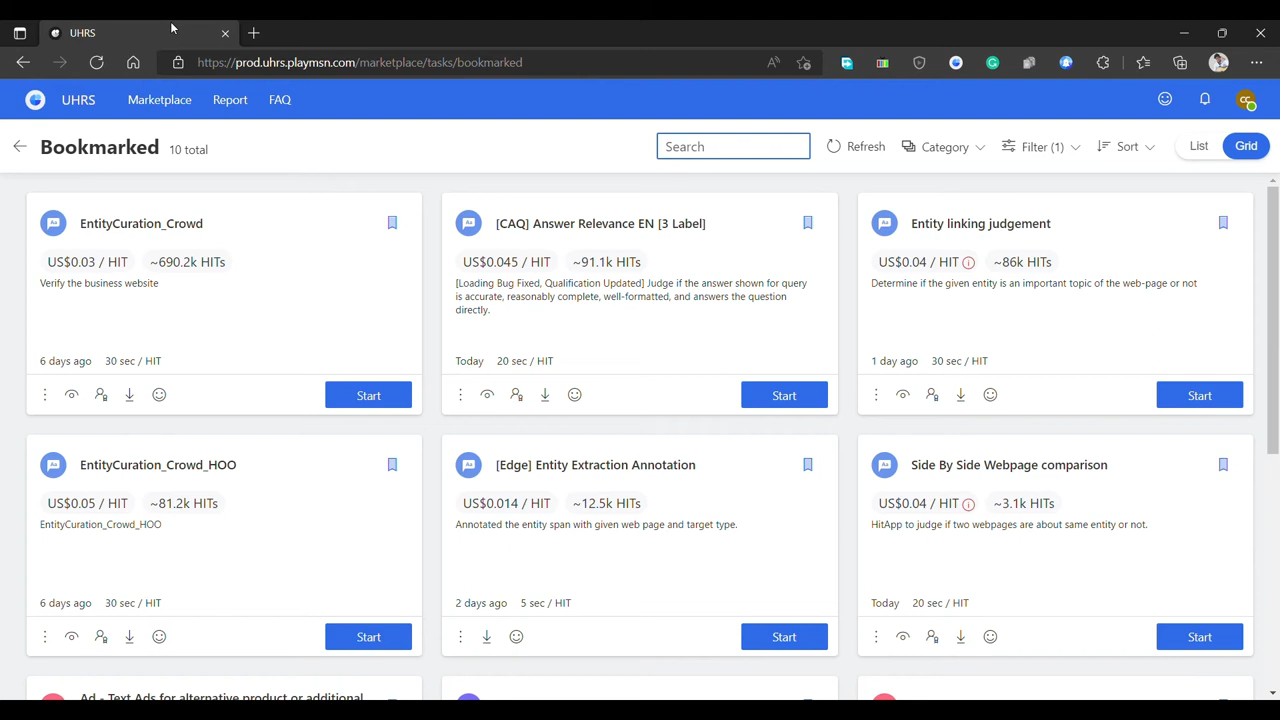 UHRS
https://prod.uhrs.playmsn.com/marketplace/tasks/bookmarked
UHRS Marketplace Report FAQ
CC
Bookmarked 10 total
Search Refresh Category Filter (1) Sort List Grid
EntityCuration_Crowd
US$0.03 / HIT ~690.2k HITs
Verify the business website
6 days ago 30 sec / HIT
Start
[CAQ] Answer Relevance EN [3 Label]
US$0.045 / HIT ~91.1k HITs
[Loading Bug Fixed, Qualification Updated] Judge if the answer shown for query
is accurate, reasonably complete, well-formatted, and answers the question
directly.
Today 20 sec / HIT
Start
Entity linking judgement
US$0.04 / HIT ~86k HITs
Determine if the given entity is an important topic of the web-page or not
1 day ago 30 sec / HIT
Start
EntityCuration_Crowd_HOO
US$0.05 / HIT ~81.2k HITs
EntityCuration_Crowd_HOO
6 days ago 30 sec / HIT
Start
[Edge] Entity Extraction Annotation
US$0.014 / HIT ~12.5k HITs
Annotated the entity span with given web page and target type.
2 days ago 5 sec / HIT
Start
Side By Side Webpage comparison
US$0.04 / HIT ~3.1k HITs
HitApp to judge if two webpages are about same entity or not.
Today 20 sec / HIT
Start
Ad - Text Ads for alternative product or additional